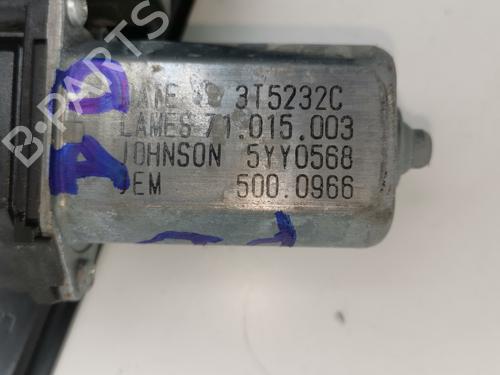 3T5232C
LAMES 71.015.003
JOHNSON 5YY0568
500.0966
B-PARTS